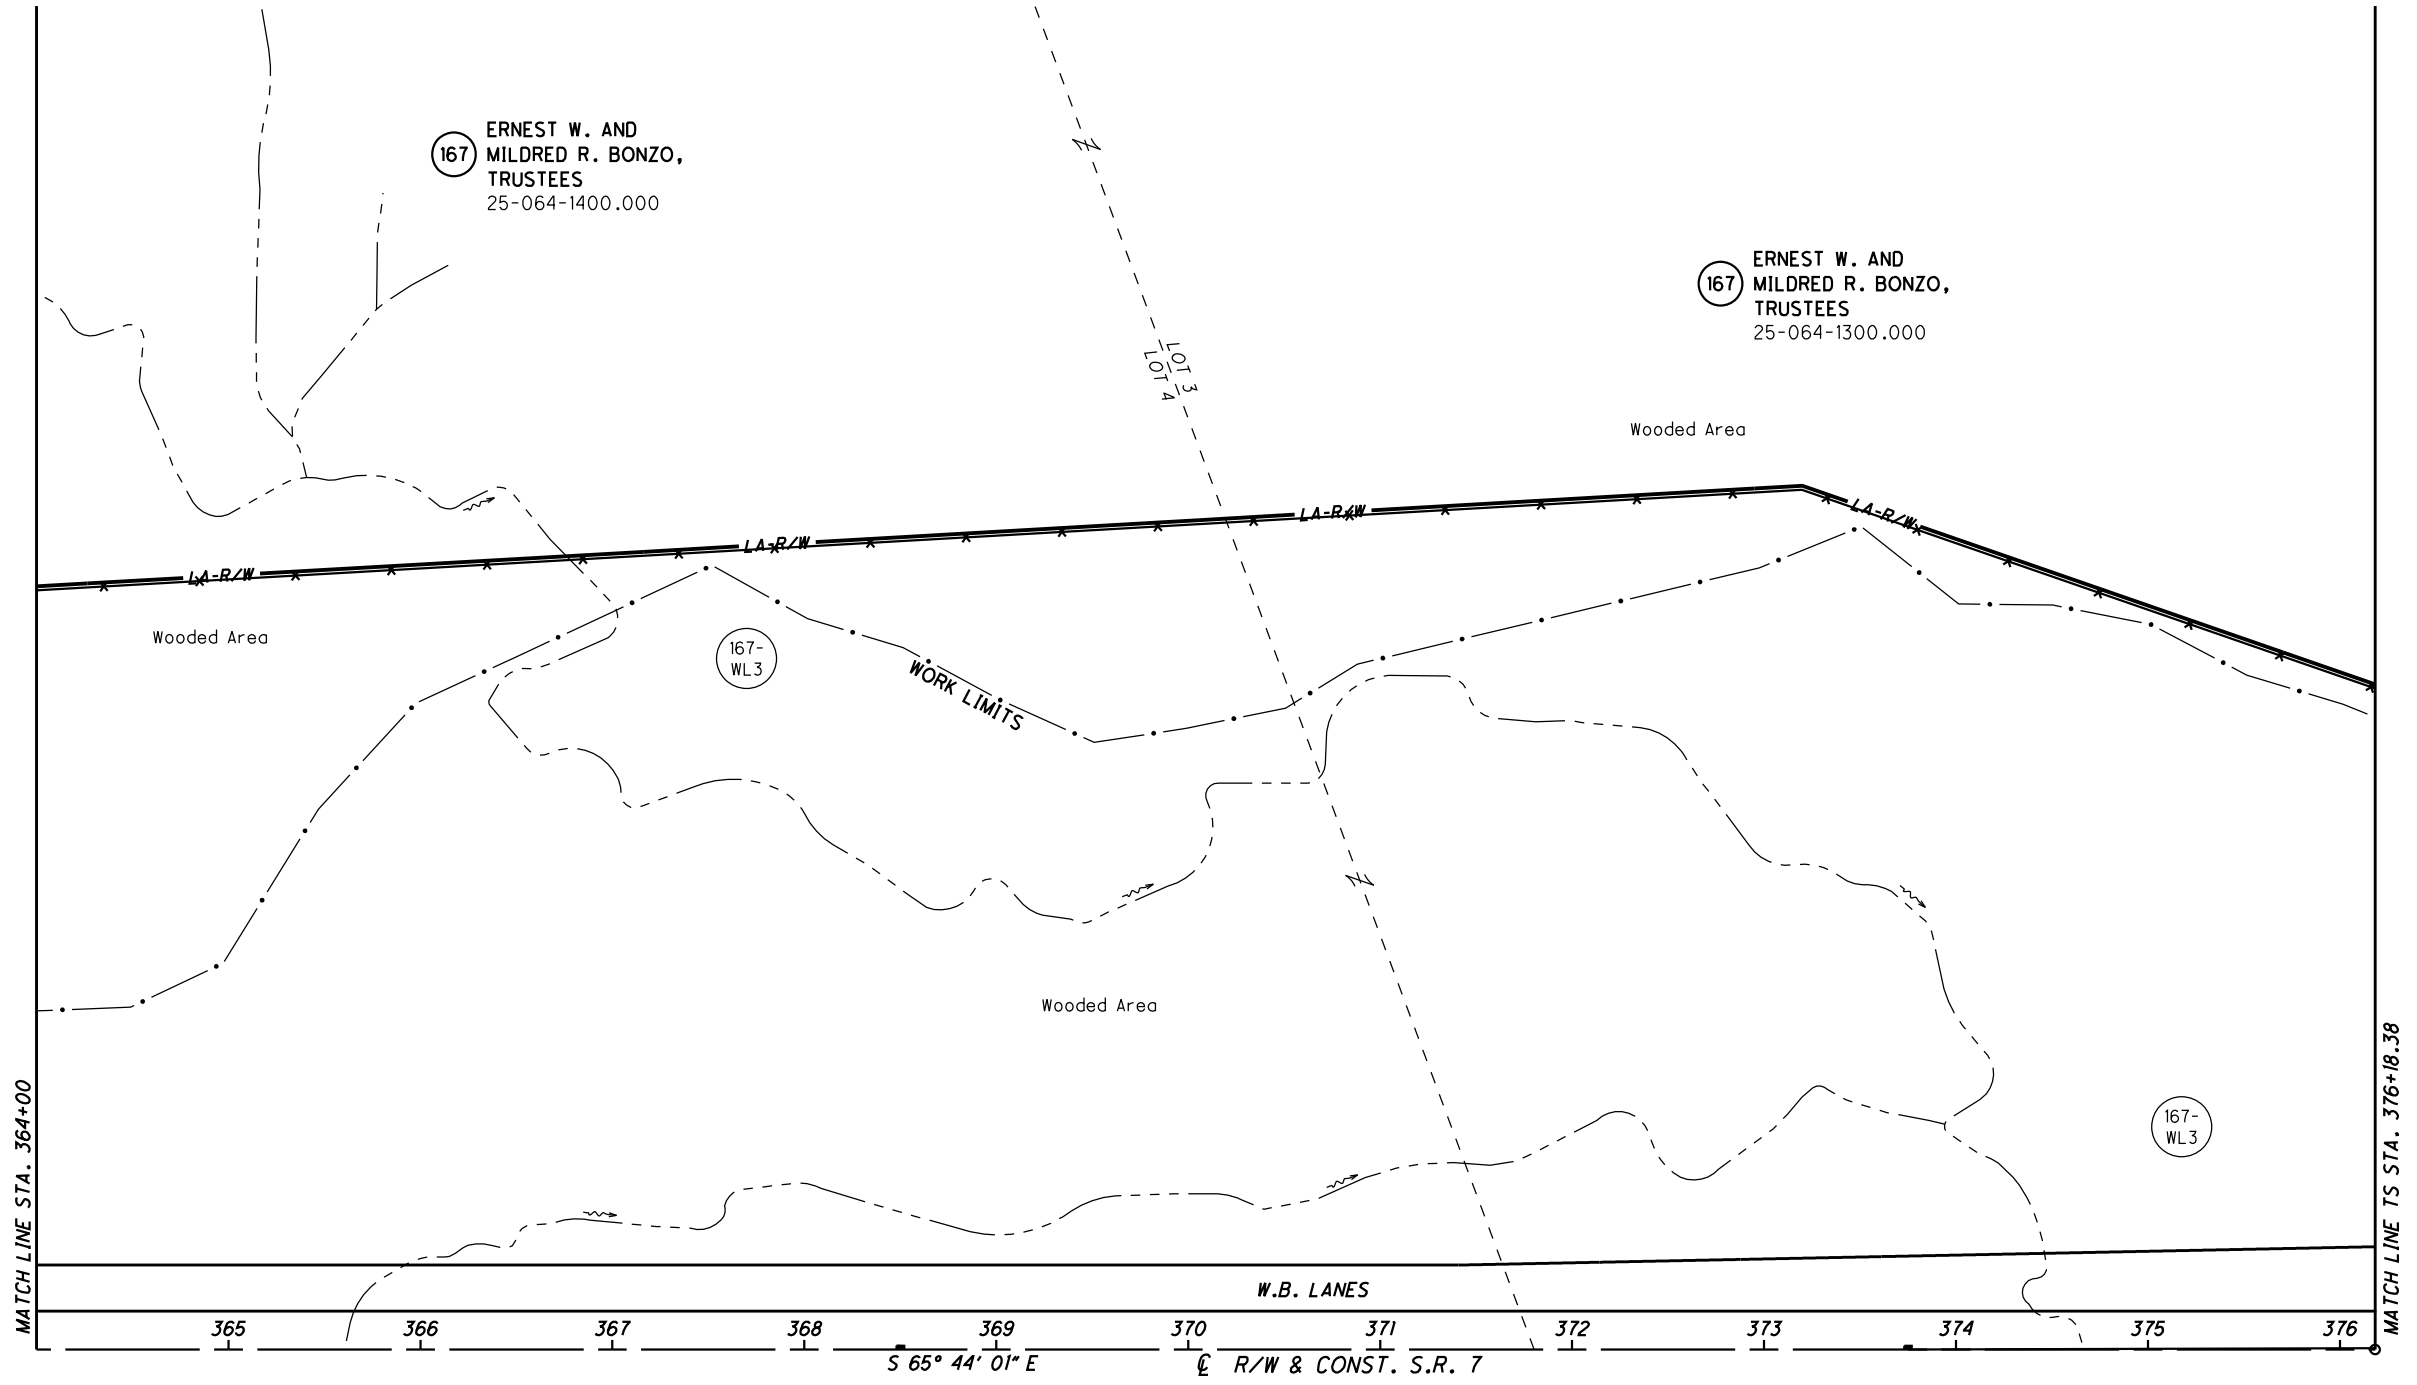 ERNEST W. AND
167 MILDRED R. BONZO,
TRUSTEES
25-064-1400.000
ERNEST W. AND
167 MILDRED R. BONZO,
TRUSTEES
25-064-1300.000
LOT 3
LOT 4
Wooded Area
LA-R/W
LA-R/W
LA-R/W
LA-R/W
Wooded Area
167-
WL3
WORK LIMITS
Wooded Area
167-
WL3
MATCH LINE STA. 364+00
MATCH LINE TS STA. 376+18.38
W.B. LANES
365 366 367 368 369 370 371 372 373 374 375 376
S 65° 44' 01" E ℄ R/W & CONST. S.R. 7